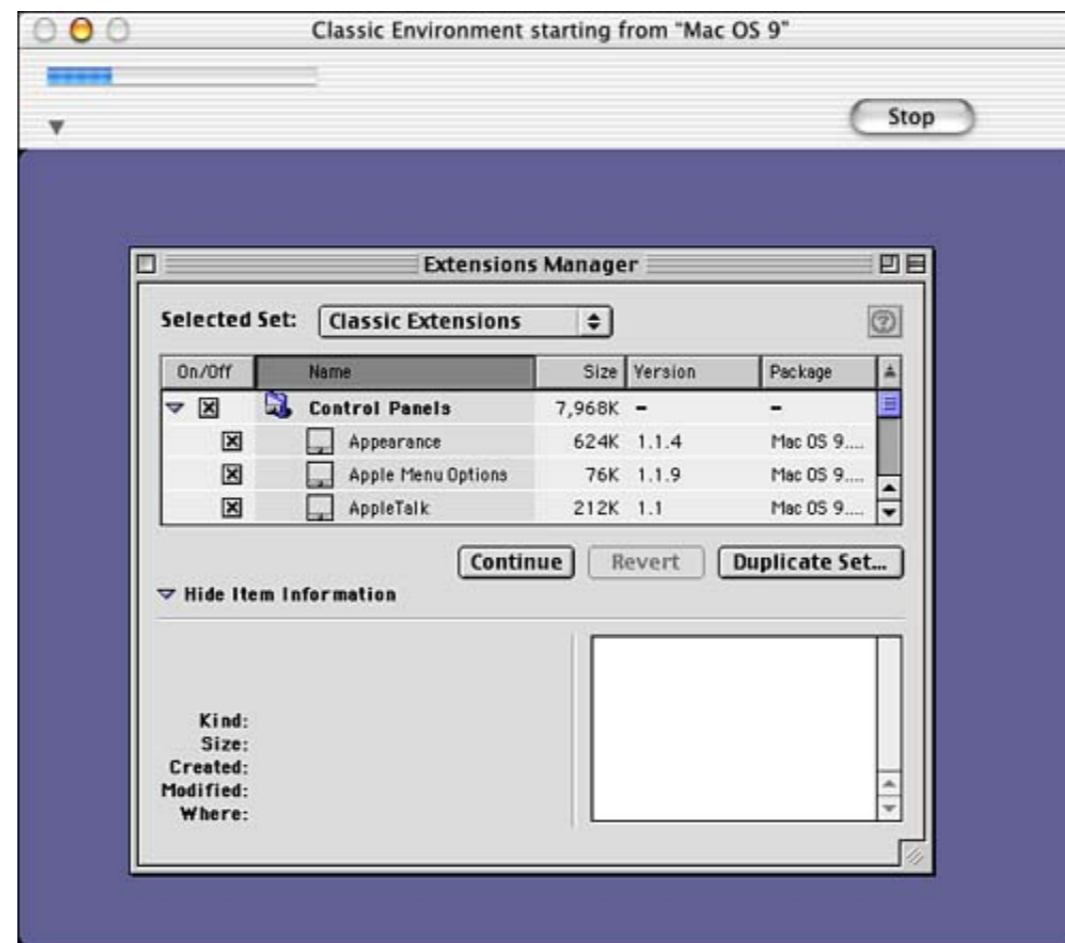 Classic Environment starting from "Mac OS 9"
Stop
Extensions Manager
Selected Set: Classic Extensions
On/Off Name Size Version Package
Control Panels 7,968K - -
Appearance 624K 1.1.4 Mac OS 9....
Apple Menu Options 76K 1.1.9 Mac OS 9....
AppleTalk 212K 1.1 Mac OS 9....
Continue Revert Duplicate Set...
Hide Item Information
Kind:
Size:
Created:
Modified:
Where: